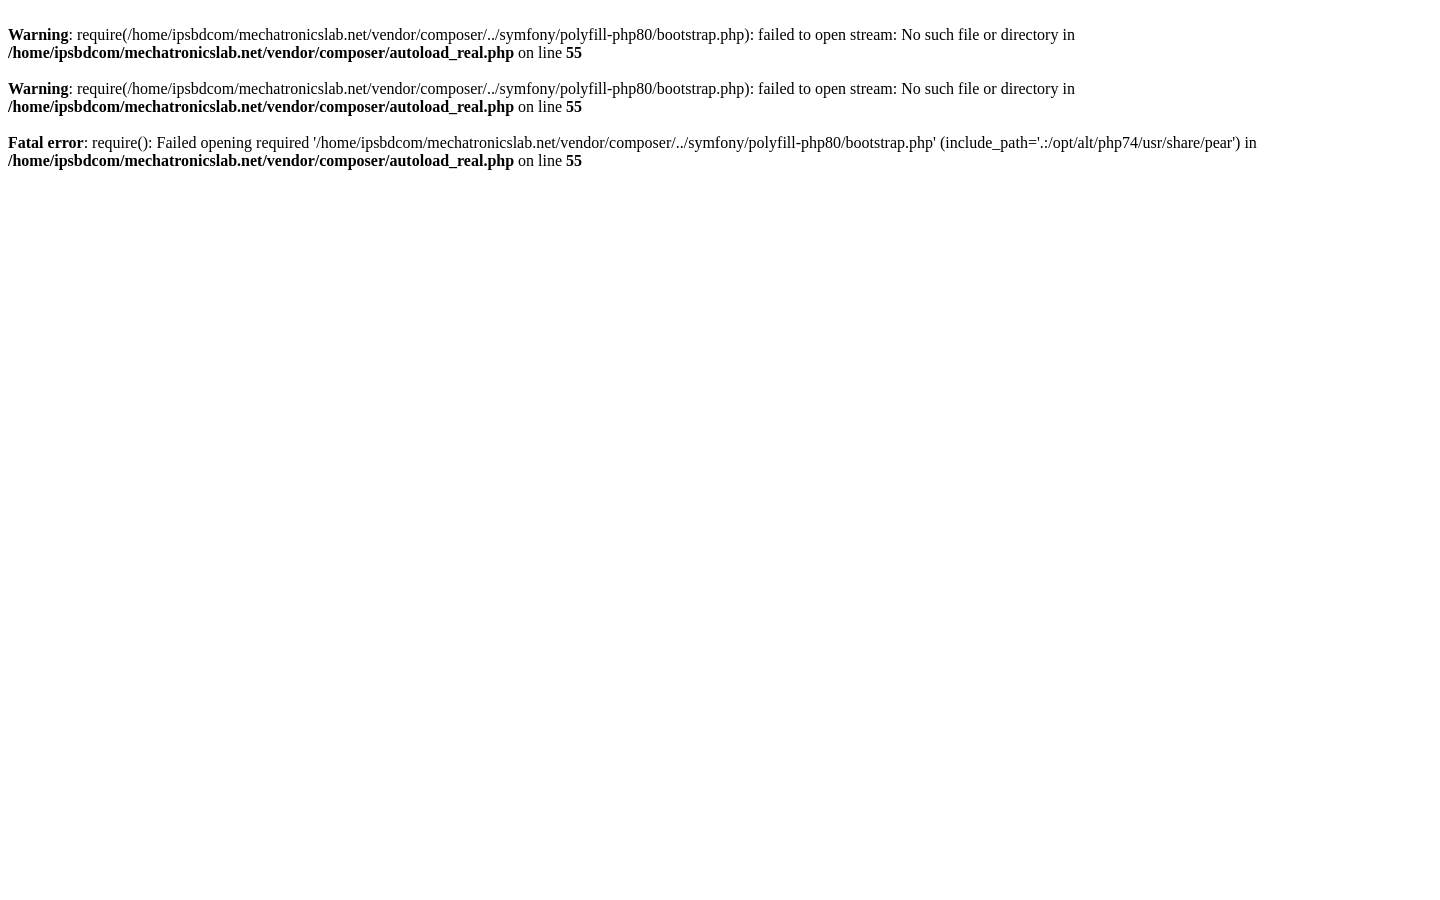 Warning: require(/home/ipsbdcom/mechatronicslab.net/vendor/composer/../symfony/polyfill-php80/bootstrap.php): failed to open stream: No such file or directory in
/home/ipsbdcom/mechatronicslab.net/vendor/composer/autoload_real.php on line 55
Warning: require(/home/ipsbdcom/mechatronicslab.net/vendor/composer/../symfony/polyfill-php80/bootstrap.php): failed to open stream: No such file or directory in
/home/ipsbdcom/mechatronicslab.net/vendor/composer/autoload_real.php on line 55
Fatal error: require(): Failed opening required '/home/ipsbdcom/mechatronicslab.net/vendor/composer/../symfony/polyfill-php80/bootstrap.php' (include_path='.:/opt/alt/php74/usr/share/pear') in
/home/ipsbdcom/mechatronicslab.net/vendor/composer/autoload_real.php on line 55